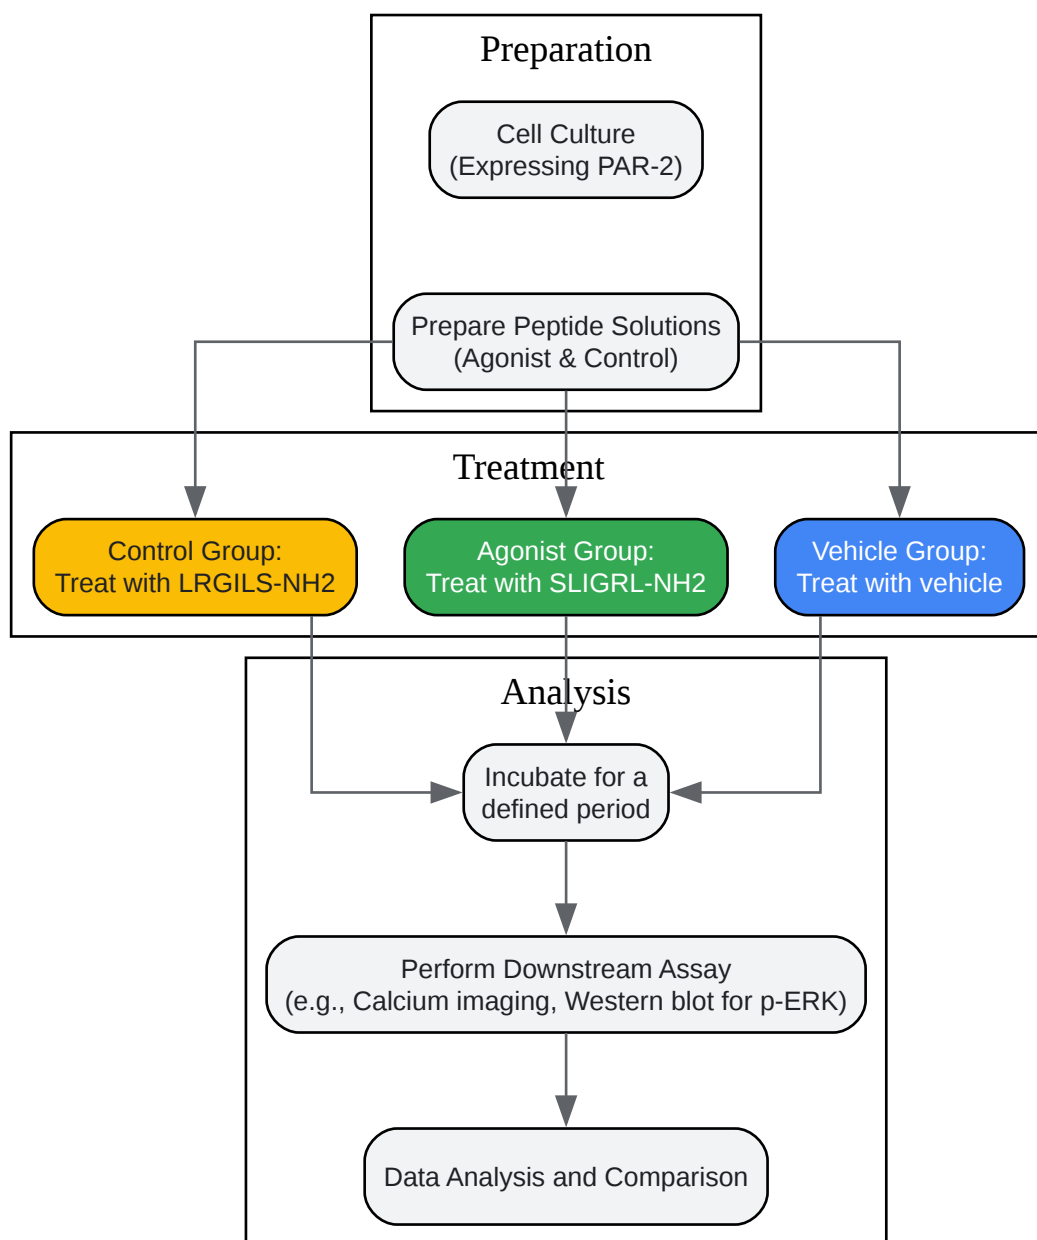 Preparation
Cell Culture
(Expressing PAR-2)
Prepare Peptide Solutions
(Agonist & Control)
Treatment
Control Group:
Treat with LRGILS-NH2
Agonist Group:
Treat with SLIGRL-NH2
Vehicle Group:
Treat with vehicle
Analysis
Incubate for a
defined period
Perform Downstream Assay
(e.g., Calcium imaging, Western blot for p-ERK)
Data Analysis and Comparison